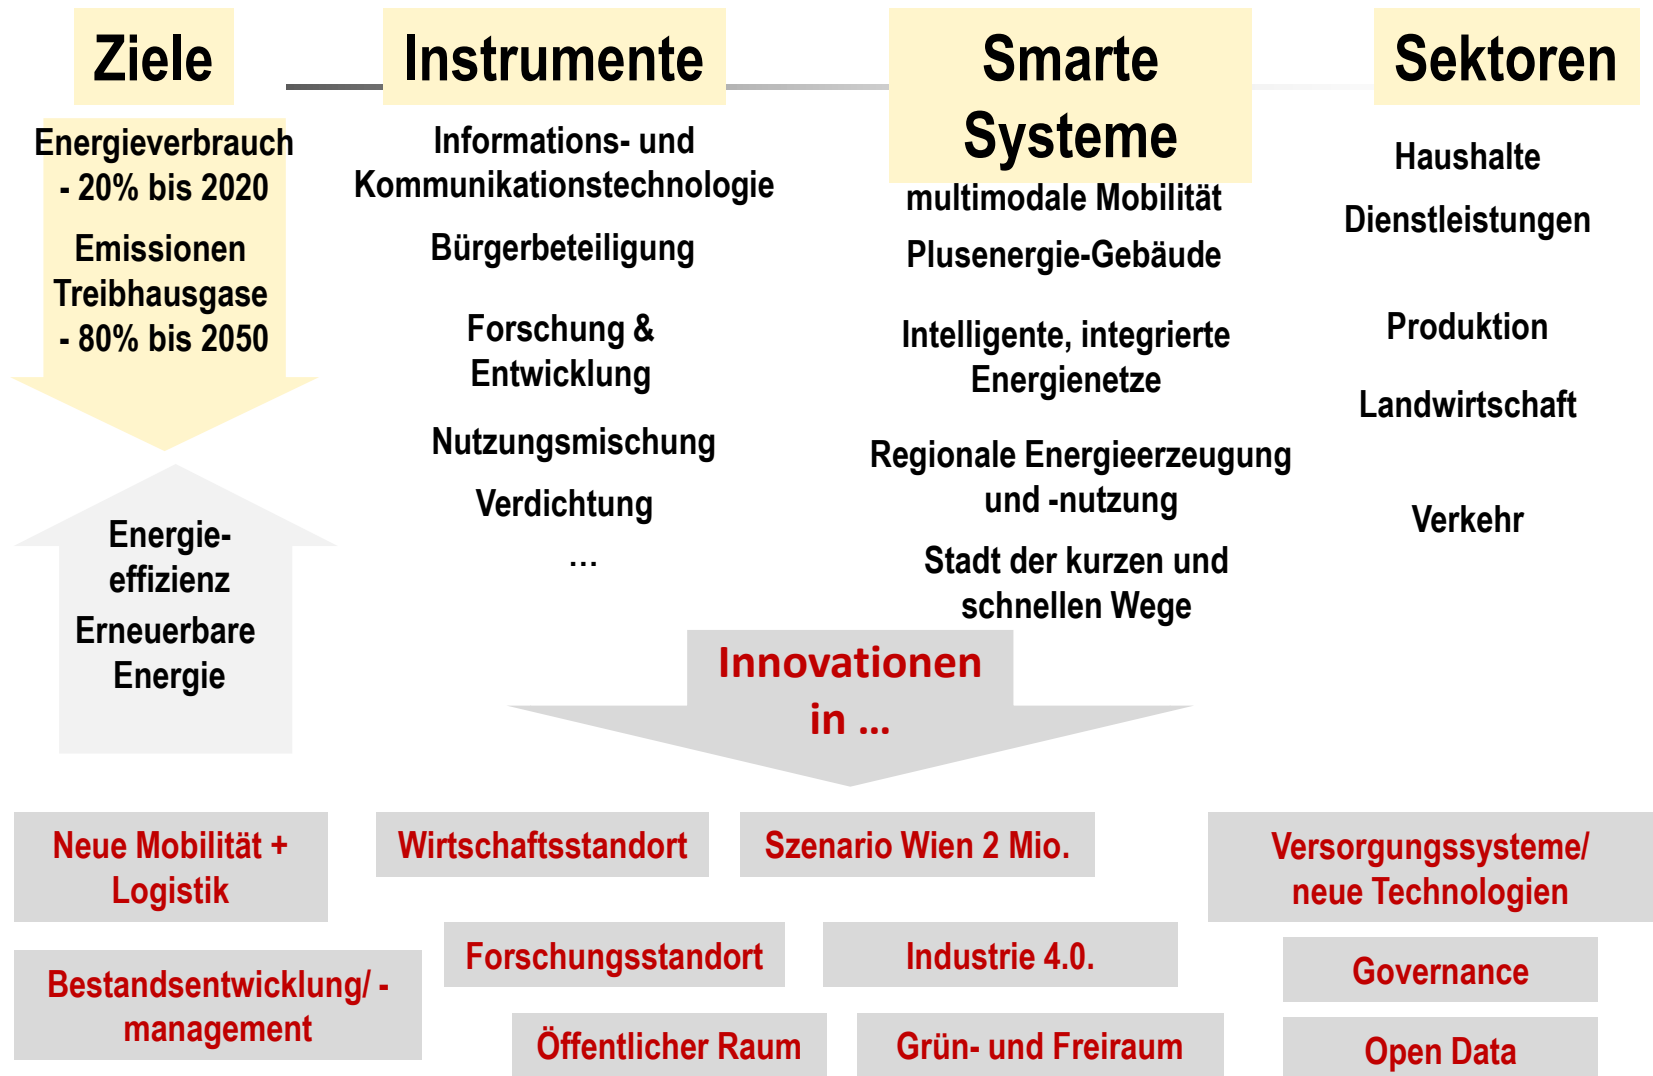 Ziele
Energieverbrauch
- 20% bis 2020
Emissionen
Treibhausgase
- 80% bis 2050
Energie-
effizienz
Erneuerbare
Energie
Instrumente
Informations- und
Kommunikationstechnologie
Bürgerbeteiligung
Forschung &
Entwicklung
Nutzungsmischung
Verdichtung
...
Smarte
Systeme
multimodale Mobilität
Plusenergie-Gebäude
Intelligente, integrierte
Energienetze
Regionale Energieerzeugung
und -nutzung
Stadt der kurzen und
schnellen Wege
Sektoren
Haushalte
Dienstleistungen
Produktion
Landwirtschaft
Verkehr
Innovationen
in ...
Neue Mobilität +
Logistik
Wirtschaftsstandort
Szenario Wien 2 Mio.
Versorgungssysteme/
neue Technologien
Bestandsentwicklung/ -
management
Forschungsstandort
Industrie 4.0.
Governance
Öffentlicher Raum
Grün- und Freiraum
Open Data